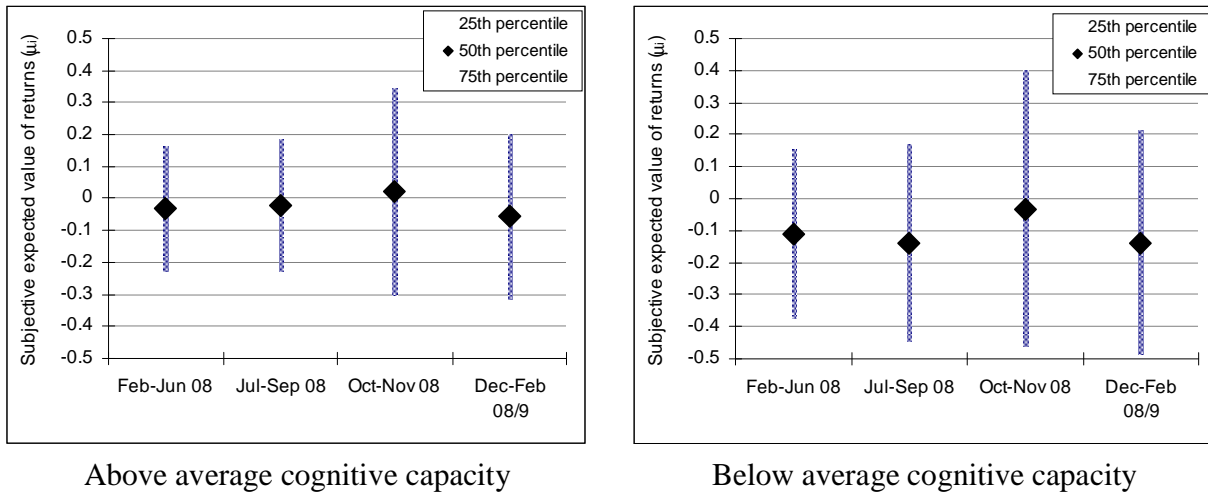 25th percentile
50th percentile
75th percentile
Subjective expected value of returns (μi)
0.5
0.4
0.3
0.2
0.1
0
-0.1
-0.2
-0.3
-0.4
-0.5
Feb-Jun 08 Jul-Sep 08 Oct-Nov 08 Dec-Feb
08/9
Above average cognitive capacity
25th percentile
50th percentile
75th percentile
Subjective expected value of returns (μi)
0.5
0.4
0.3
0.2
0.1
0
-0.1
-0.2
-0.3
-0.4
-0.5
Feb-Jun 08 Jul-Sep 08 Oct-Nov 08 Dec-Feb
08/9
Below average cognitive capacity